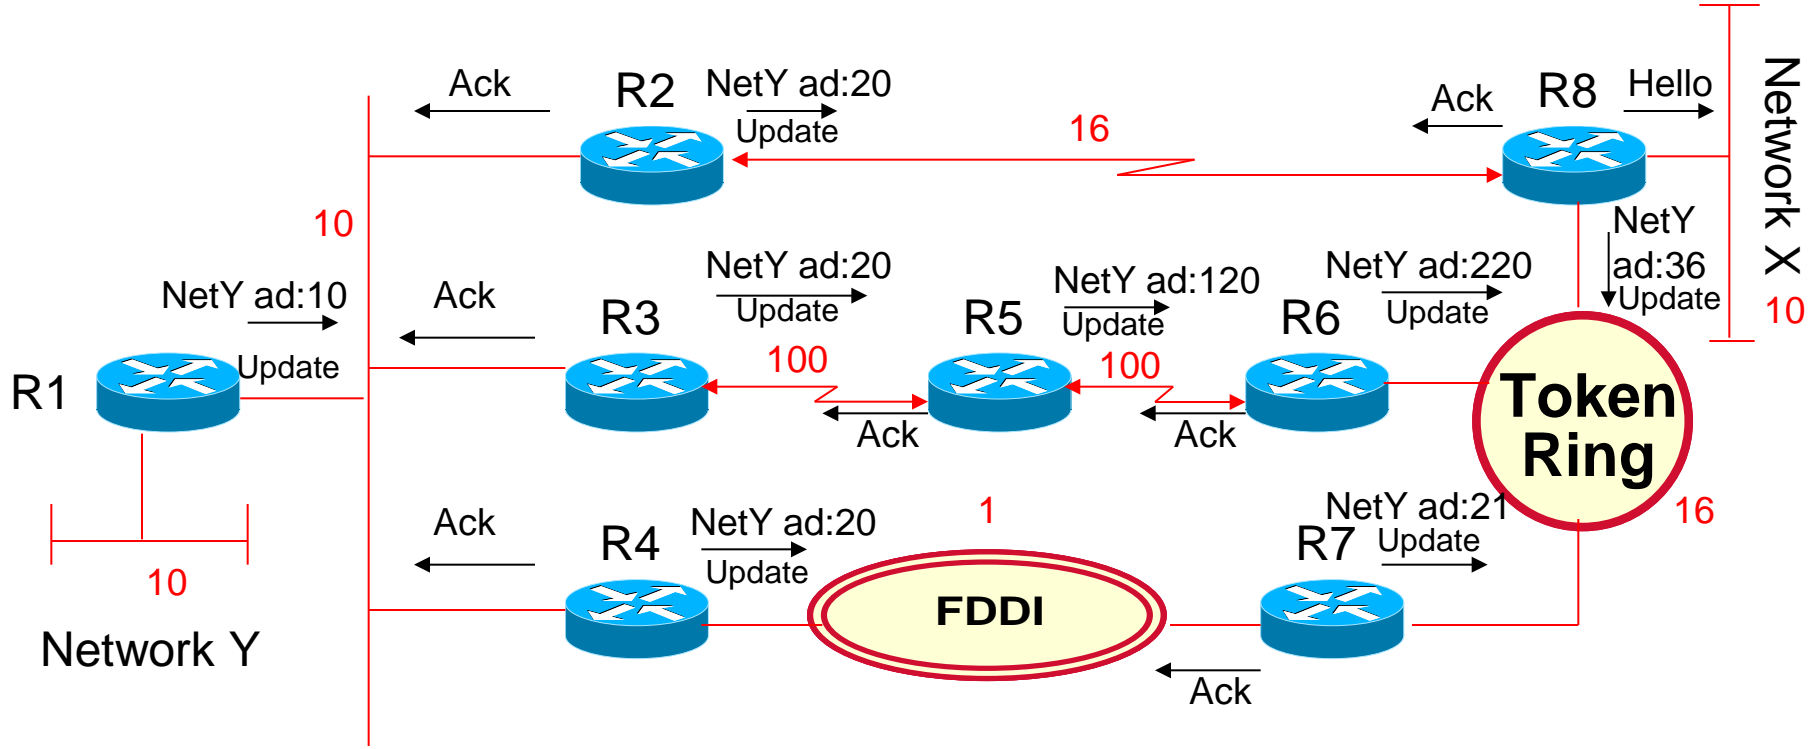 Ack
R2
NetY ad:20
Update
16
Ack
R8
Hello
Network X
10
NetY
ad:36
Update
10
NetY ad:10
Update
R1
Ack
R3
NetY ad:20
Update
100
R5
NetY ad:120
Update
100
R6
NetY ad:220
Update
Ack
Ack
Token
Ring
16
10
Network Y
Ack
R4
NetY ad:20
Update
1
FDDI
R7
NetY ad:21
Update
Ack